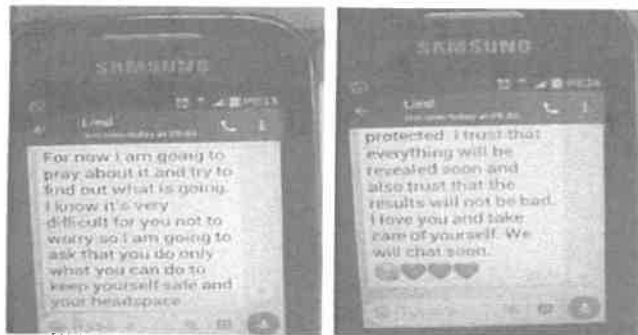 SAMSUNG
For now I am going to
pray about it and try to
find out what is going.
I know it's very
difficult for you not to
worry so I am going to
ask that you do only
what you can do to
keep yourself safe and
your headspace
SAMSUNG
protected. I trust that
everything will be
revealed soon and
also trust that the
results will not be bad.
I love you and take
care of yourself. We
will chat soon.